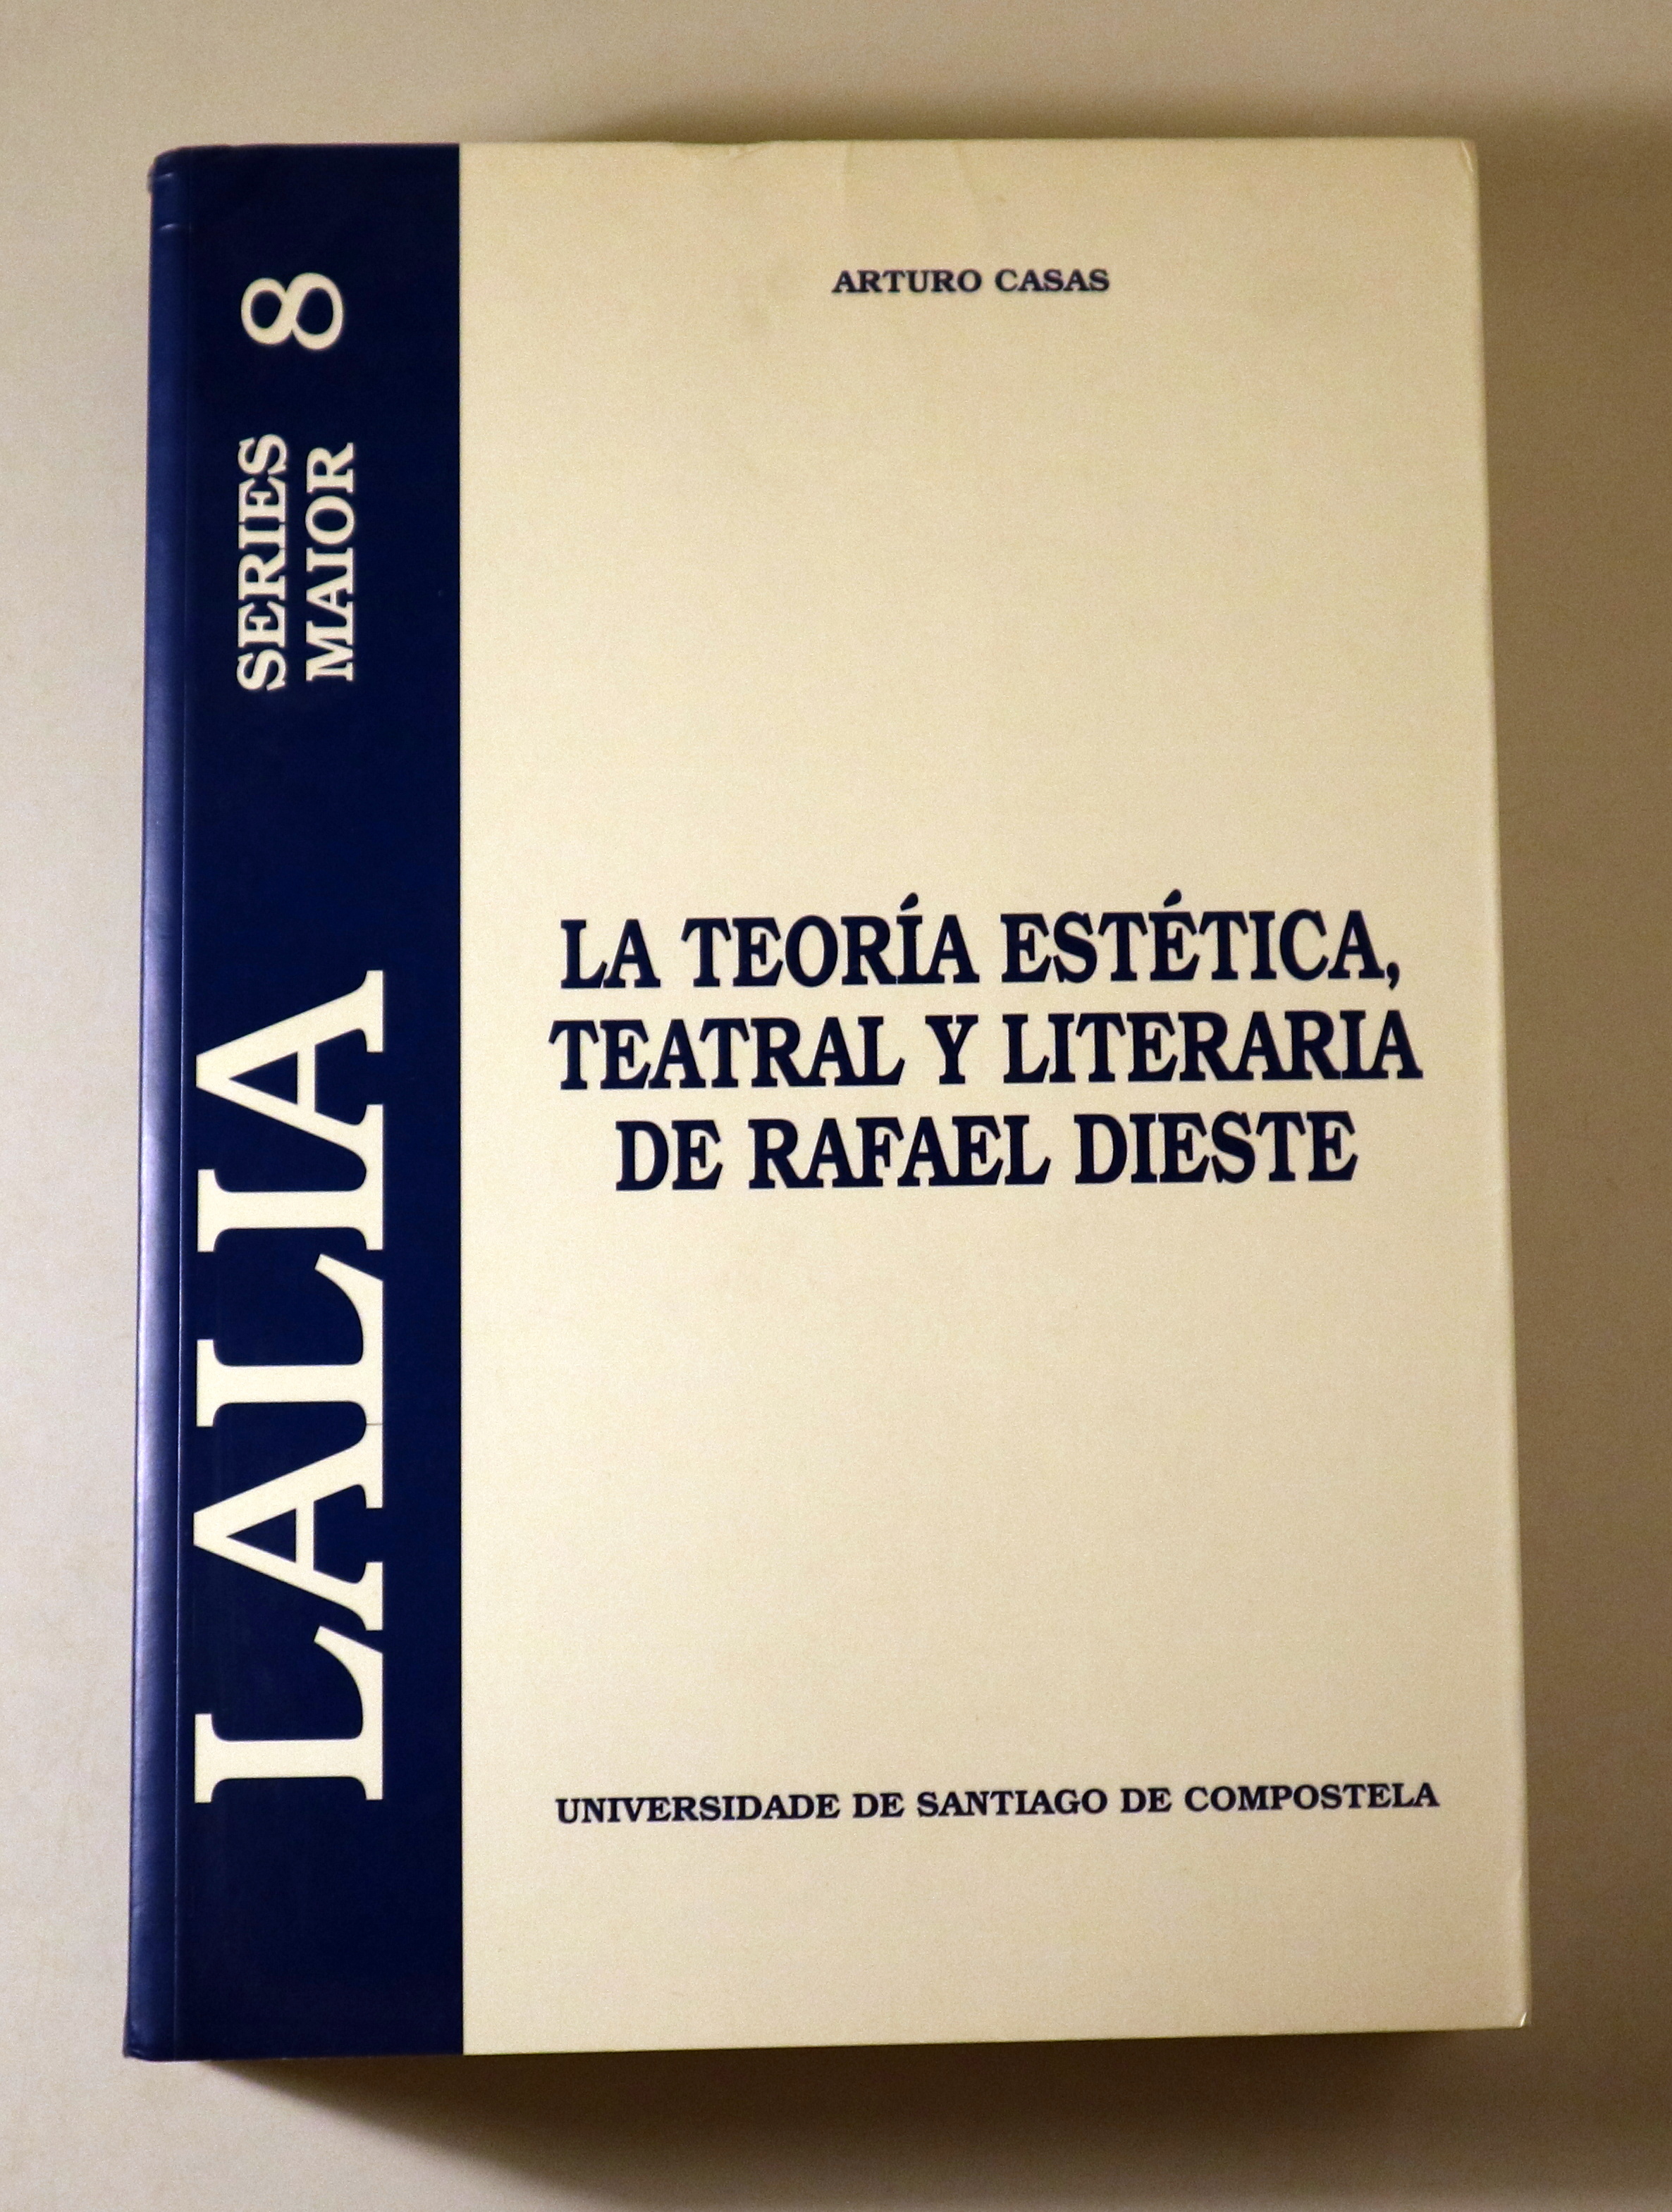 ARTURO CASAS
LA TEORÍA ESTÉTICA,
TEATRAL Y LITERARIA
DE RAFAEL DIESTE
UNIVERSIDADE DE SANTIAGO DE COMPOSTELA
LALIA
SERIES
MAIOR
8